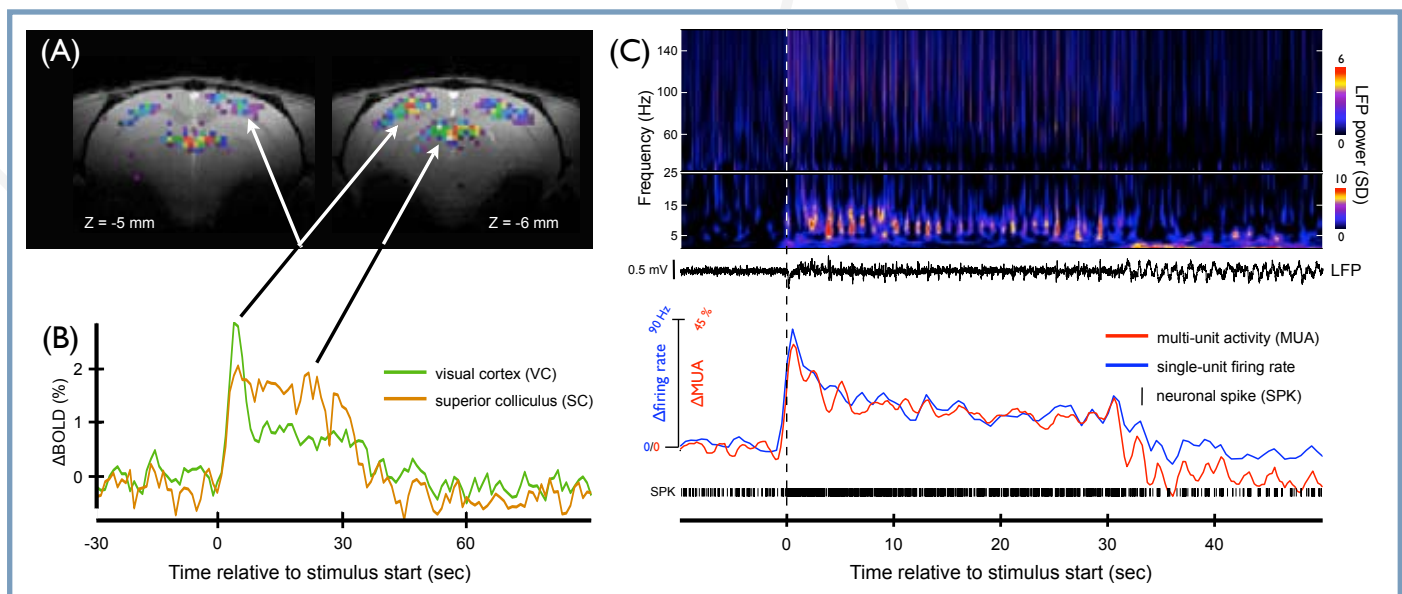 (A)
Z = -5 mm
Z = -6 mm
(B)
ΔBOLD (%)
2
1
0
visual cortex (VC)
superior colliculus (SC)
-30
0
30
60
Time relative to stimulus start (sec)
(C)
Frequency (Hz)
140
100
60
25
15
5
6
0
10
0
LFP power (SD)
0.5 mV
LFP
90 Hz
45 %
Δfiring rate
ΔMUA
0/0
multi-unit activity (MUA)
single-unit firing rate
neuronal spike (SPK)
SPK
0
10
20
30
40
Time relative to stimulus start (sec)